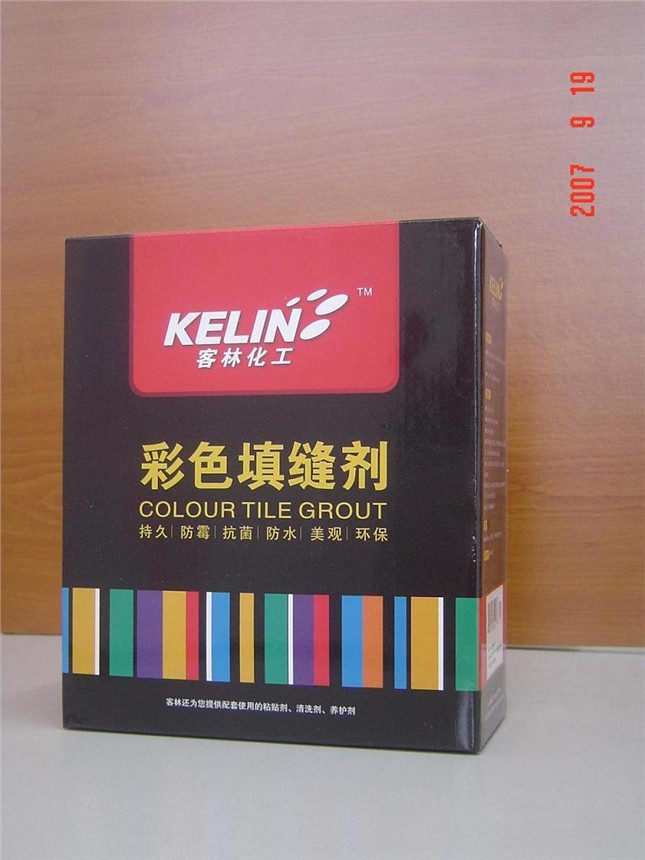 2007 9 19
KELIN TM
客林化工
彩色填缝剂
COLOUR TILE GROUT
持久|防霉|抗菌|防水|美观|环保
客林还为您提供配套使用的粘贴剂、清洗剂、养护剂
KELIN